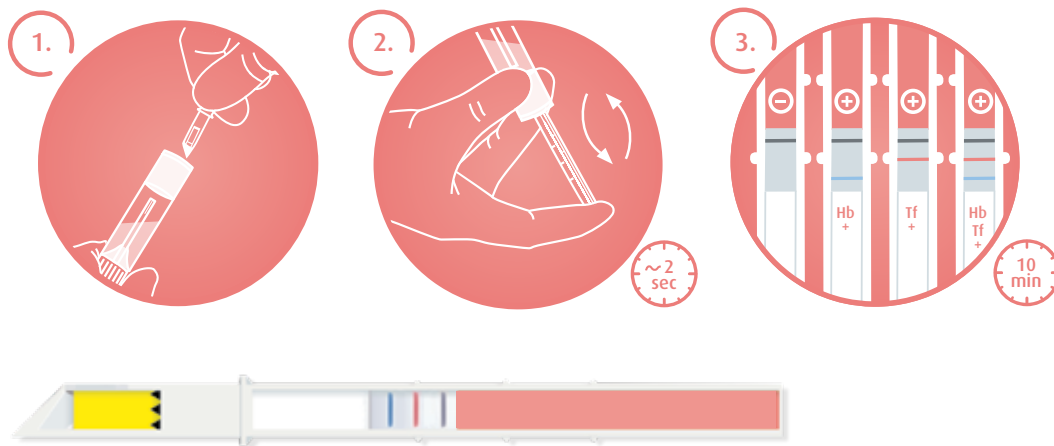 1.
2.
~ 2
sec
3.
−
+
+
+
Hb
+
Tf
+
Hb
Tf
+
10
min